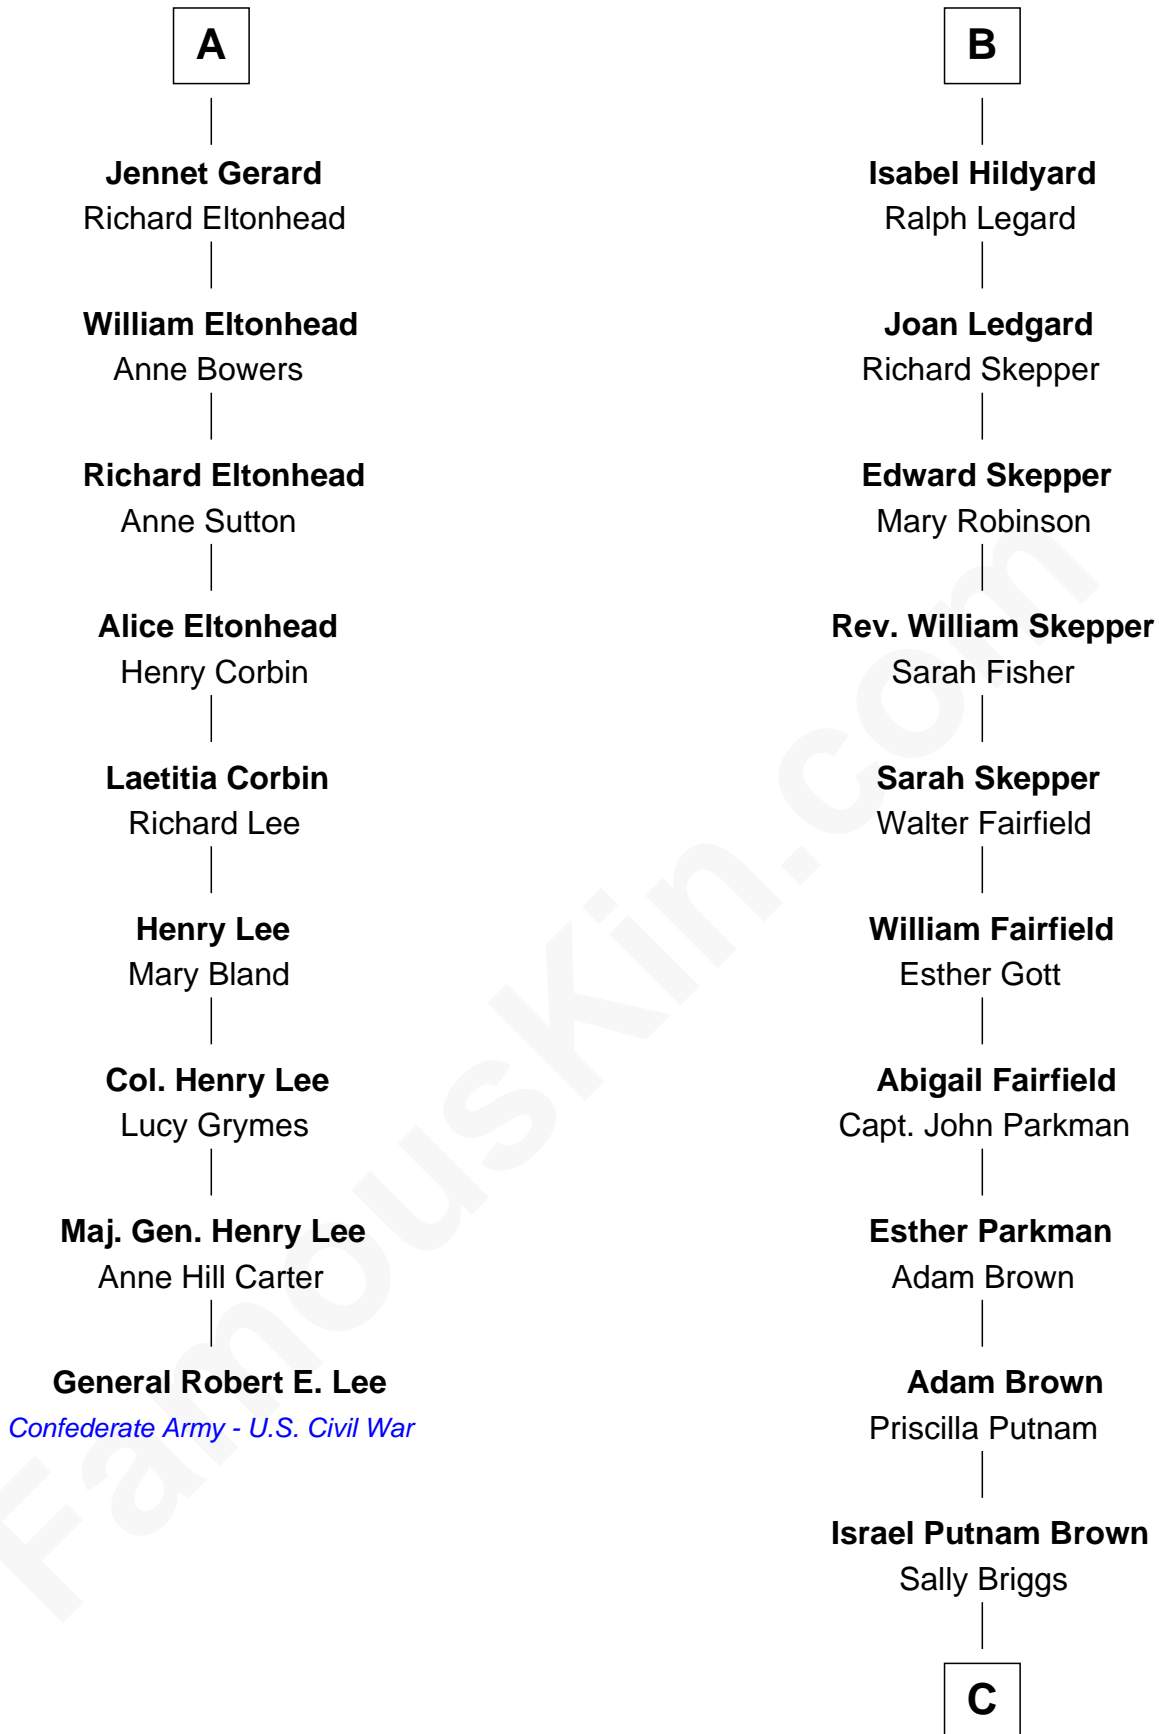 A
Jennet Gerard
Richard Eltonhead
William Eltonhead
Anne Bowers
Richard Eltonhead
Anne Sutton
Alice Eltonhead
Henry Corbin
Laetitia Corbin
Richard Lee
Henry Lee
Mary Bland
Col. Henry Lee
Lucy Grymes
Maj. Gen. Henry Lee
Anne Hill Carter
General Robert E. Lee
Confederate Army - U.S. Civil War
B
Isabel Hildyard
Ralph Legard
Joan Ledgard
Richard Skepper
Edward Skepper
Mary Robinson
Rev. William Skepper
Sarah Fisher
Sarah Skepper
Walter Fairfield
William Fairfield
Esther Gott
Abigail Fairfield
Capt. John Parkman
Esther Parkman
Adam Brown
Adam Brown
Priscilla Putnam
Israel Putnam Brown
Sally Briggs
C
FamousKin.com